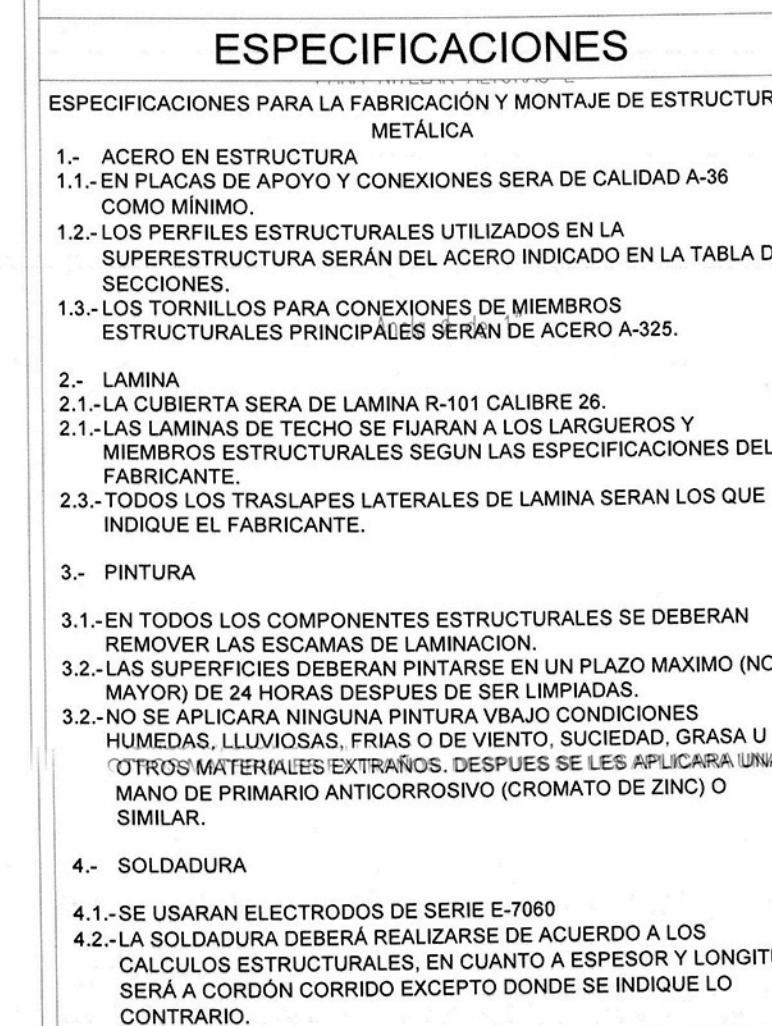 ESPECIFICACIONES
ESPECIFICACIONES PARA LA FABRICACIÓN Y MONTAJE DE ESTRUCTUR
METÁLICA
1.- ACERO EN ESTRUCTURA
1.1.- EN PLACAS DE APOYO Y CONEXIONES SERA DE CALIDAD A-36
COMO MÍNIMO.
1.2.- LOS PERFILES ESTRUCTURALES UTILIZADOS EN LA
SUPERESTRUCTURA SERÁN DEL ACERO INDICADO EN LA TABLA D
SECCIONES.
1.3.- LOS TORNILLOS PARA CONEXIONES DE MIEMBROS
ESTRUCTURALES PRINCIPALES SERAN DE ACERO A-325.
2.- LAMINA
2.1.- LA CUBIERTA SERA DE LAMINA R-101 CALIBRE 26.
2.1.- LAS LAMINAS DE TECHO SE FIJARAN A LOS LARGUEROS Y
MIEMBROS ESTRUCTURALES SEGUN LAS ESPECIFICACIONES DEL
FABRICANTE.
2.3.- TODOS LOS TRASLAPES LATERALES DE LAMINA SERAN LOS QUE
INDIQUE EL FABRICANTE.
3.- PINTURA
3.1.- EN TODOS LOS COMPONENTES ESTRUCTURALES SE DEBERAN
REMOVER LAS ESCAMAS DE LAMINACION.
3.2.- LAS SUPERFICIES DEBERAN PINTARSE EN UN PLAZO MAXIMO (NO
MAYOR) DE 24 HORAS DESPUES DE SER LIMPIADAS.
3.2.- NO SE APLICARA NINGUNA PINTURA VBAJO CONDICIONES
HUMEDAS, LLUVIOSAS, FRIAS O DE VIENTO, SUCIEDAD, GRASA U
OTROS MATERIALES EXTRAÑOS. DESPUES SE LES APLICARA UNA
MANO DE PRIMARIO ANTICORROSIVO (CROMATO DE ZINC) O
SIMILAR.
4.- SOLDADURA
4.1.- SE USARAN ELECTRODOS DE SERIE E-7060
4.2.- LA SOLDADURA DEBERÁ REALIZARSE DE ACUERDO A LOS
CALCULOS ESTRUCTURALES, EN CUANTO A ESPESOR Y LONGITU
SERÁ A CORDÓN CORRIDO EXCEPTO DONDE SE INDIQUE LO
CONTRARIO.